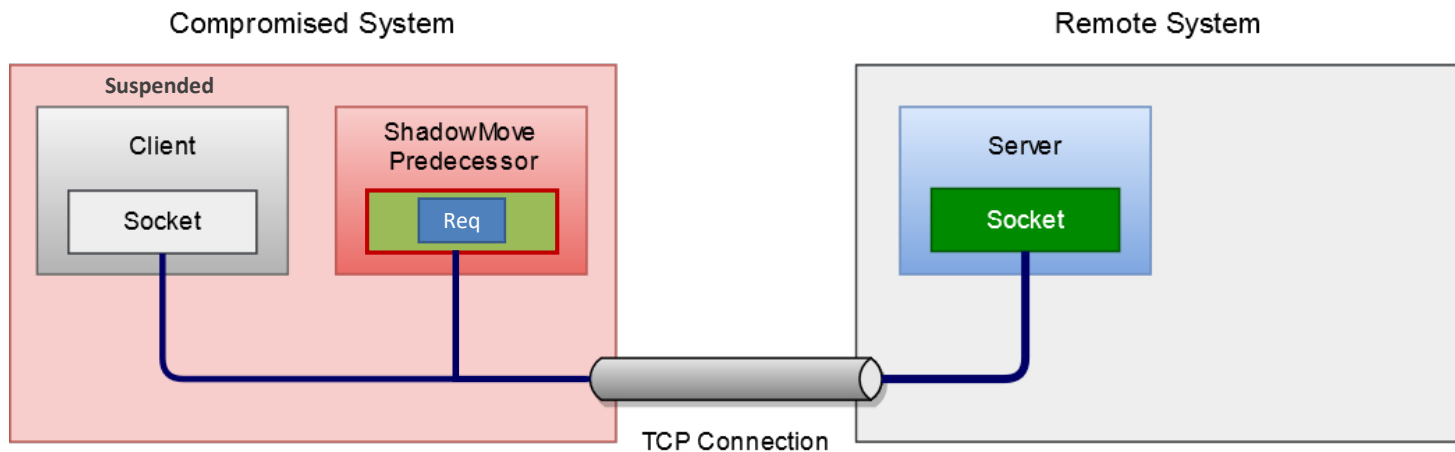 Compromised System
Remote System
Suspended
Client
ShadowMove
Predecessor
Server
Socket
Req
Socket
TCP Connection